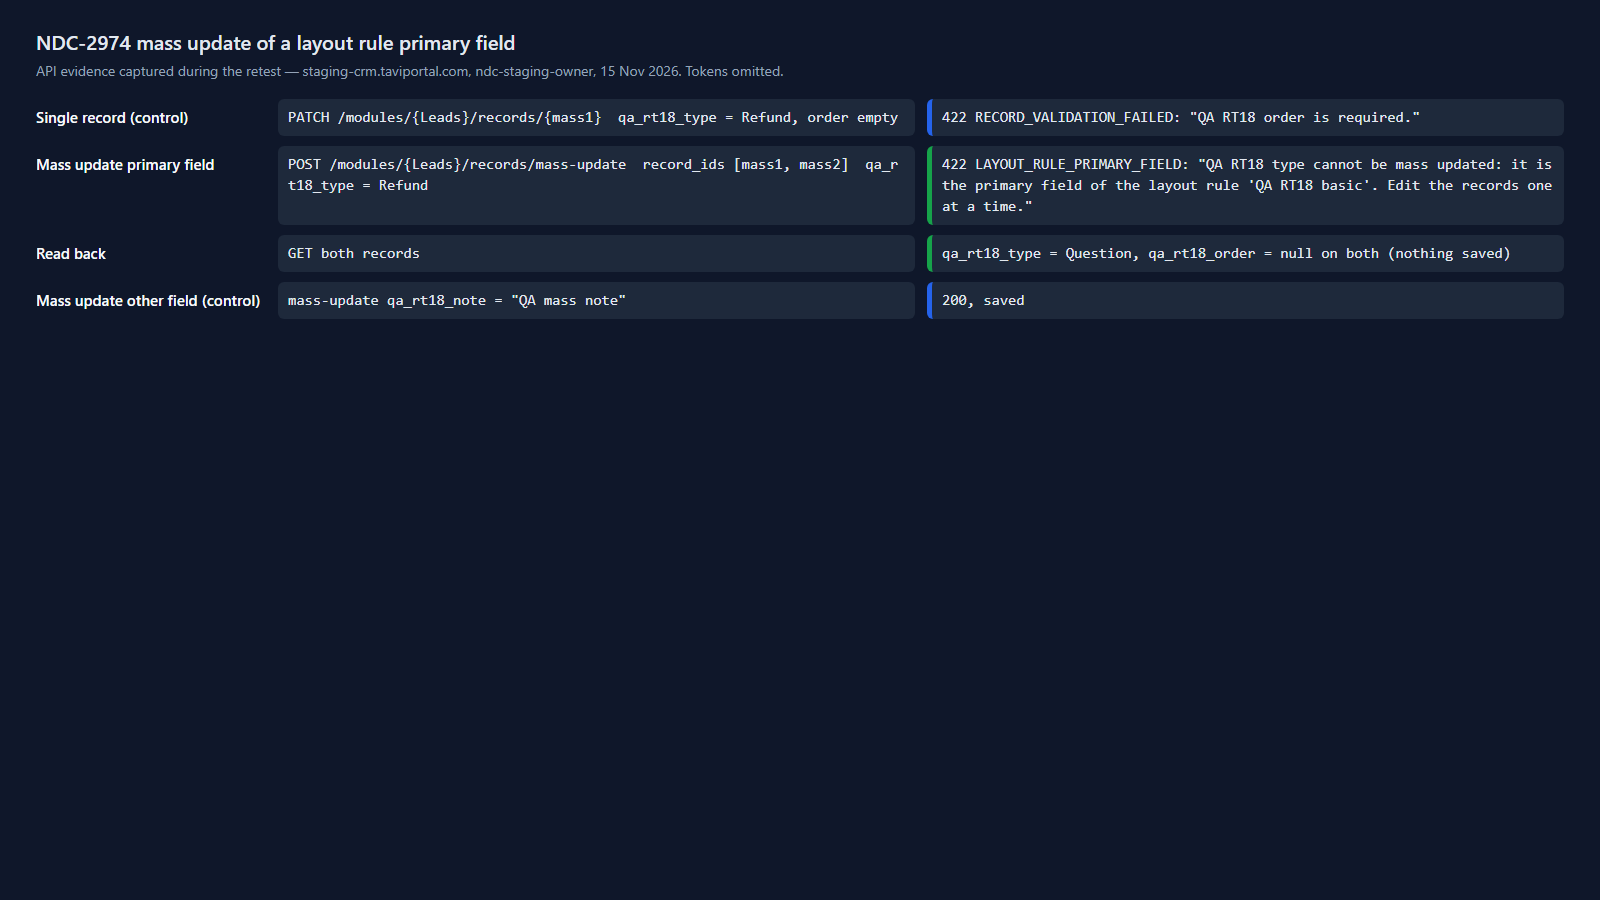 NDC-2974 mass update of a layout rule primary field
API evidence captured during the retest — staging-crm.taviportal.com, ndc-staging-owner, 15 Nov 2026. Tokens omitted.
Single record (control)
PATCH /modules/{Leads}/records/{mass1}  qa_rt18_type = Refund, order empty
422 RECORD_VALIDATION_FAILED: "QA RT18 order is required."
Mass update primary field
POST /modules/{Leads}/records/mass-update  record_ids [mass1, mass2]  qa_r
t18_type = Refund
422 LAYOUT_RULE_PRIMARY_FIELD: "QA RT18 type cannot be mass updated: it is
the primary field of the layout rule 'QA RT18 basic'. Edit the records one
at a time."
Read back
GET both records
qa_rt18_type = Question, qa_rt18_order = null on both (nothing saved)
Mass update other field (control)
mass-update qa_rt18_note = "QA mass note"
200, saved